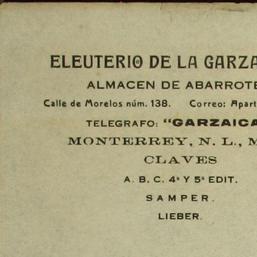 ELEUTERIO DE LA GARZA
ALMACEN DE ABARROTE
Calle de Morelos núm. 138. Correo: Apart
TELEGRAFO: "GARZAICA
MONTERREY, N. L., M
CLAVES
A. B. C. 4ª Y 5ª EDIT.
SAMPER.
LIEBER.